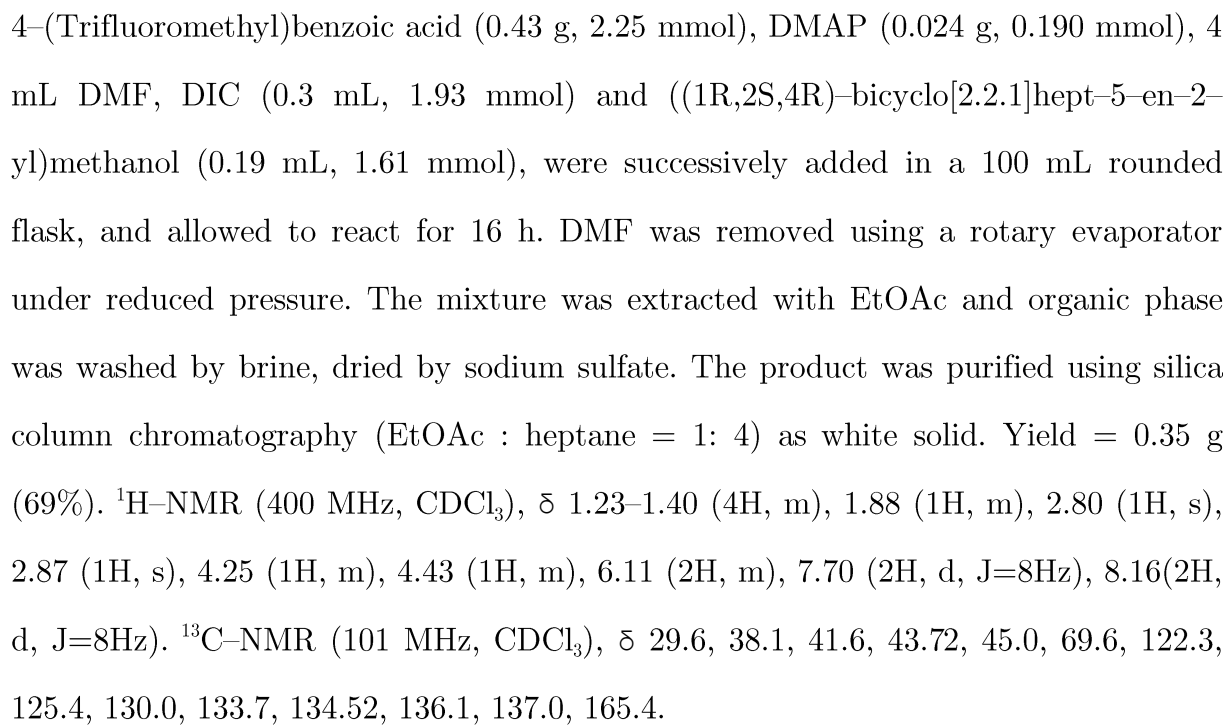 4–(Trifluoromethyl)benzoic acid (0.43 g, 2.25 mmol), DMAP (0.024 g, 0.190 mmol), 4
mL DMF, DIC (0.3 mL, 1.93 mmol) and ((1R,2S,4R)–bicyclo[2.2.1]hept–5–en–2–
yl)methanol (0.19 mL, 1.61 mmol), were successively added in a 100 mL rounded
flask, and allowed to react for 16 h. DMF was removed using a rotary evaporator
under reduced pressure. The mixture was extracted with EtOAc and organic phase
was washed by brine, dried by sodium sulfate. The product was purified using silica
column chromatography (EtOAc : heptane = 1: 4) as white solid. Yield = 0.35 g
(69%). ¹H–NMR (400 MHz, CDCl₃), δ 1.23–1.40 (4H, m), 1.88 (1H, m), 2.80 (1H, s),
2.87 (1H, s), 4.25 (1H, m), 4.43 (1H, m), 6.11 (2H, m), 7.70 (2H, d, J=8Hz), 8.16(2H,
d, J=8Hz). ¹³C–NMR (101 MHz, CDCl₃), δ 29.6, 38.1, 41.6, 43.72, 45.0, 69.6, 122.3,
125.4, 130.0, 133.7, 134.52, 136.1, 137.0, 165.4.